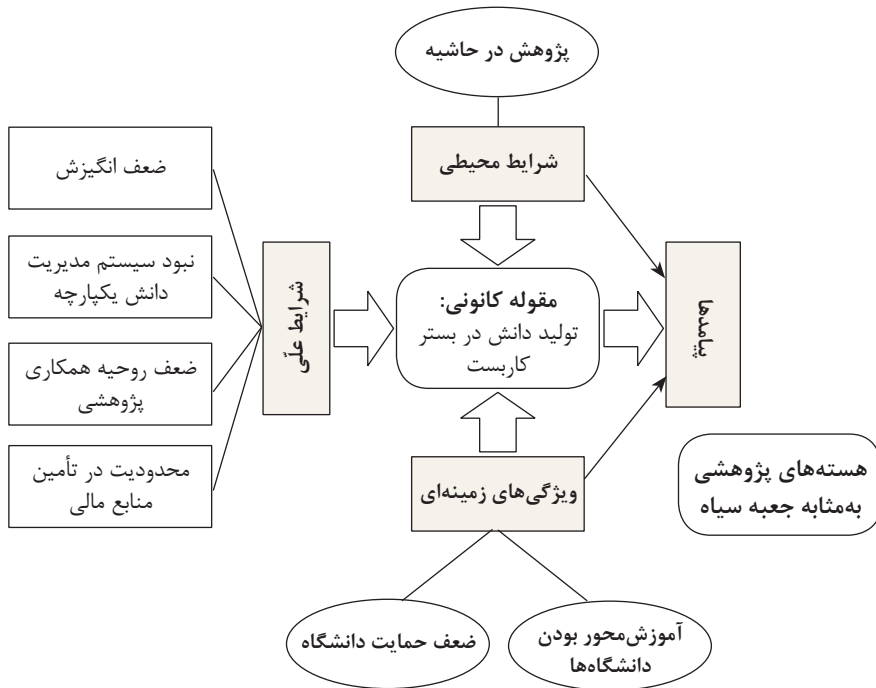 پژوهش در حاشیه
شرایط محیطی
ضعف انگیزش
نبود سیستم مدیریت
دانش یکپارچه
ضعف روحیه همکاری
پژوهشی
محدودیت در تأمین
منابع مالی
شرایط علّی
مقوله کانونی:
تولید دانش در بستر
کاربست
پیامدها
هسته‌های پژوهشی
به‌مثابه جعبه سیاه
ویژگی‌های زمینه‌ای
آموزش‌محور بودن
دانشگاه‌ها
ضعف حمایت دانشگاه